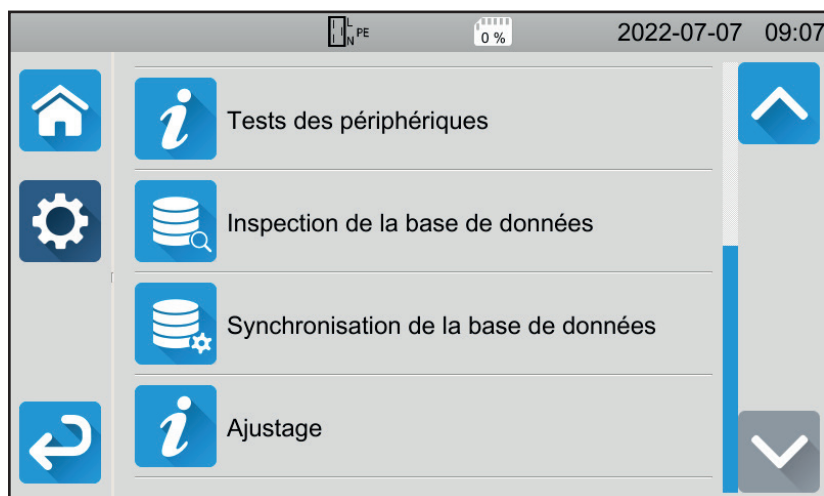 L
N PE
0 %
2022-07-07 09:07
Tests des périphériques
Inspection de la base de données
Synchronisation de la base de données
Ajustage